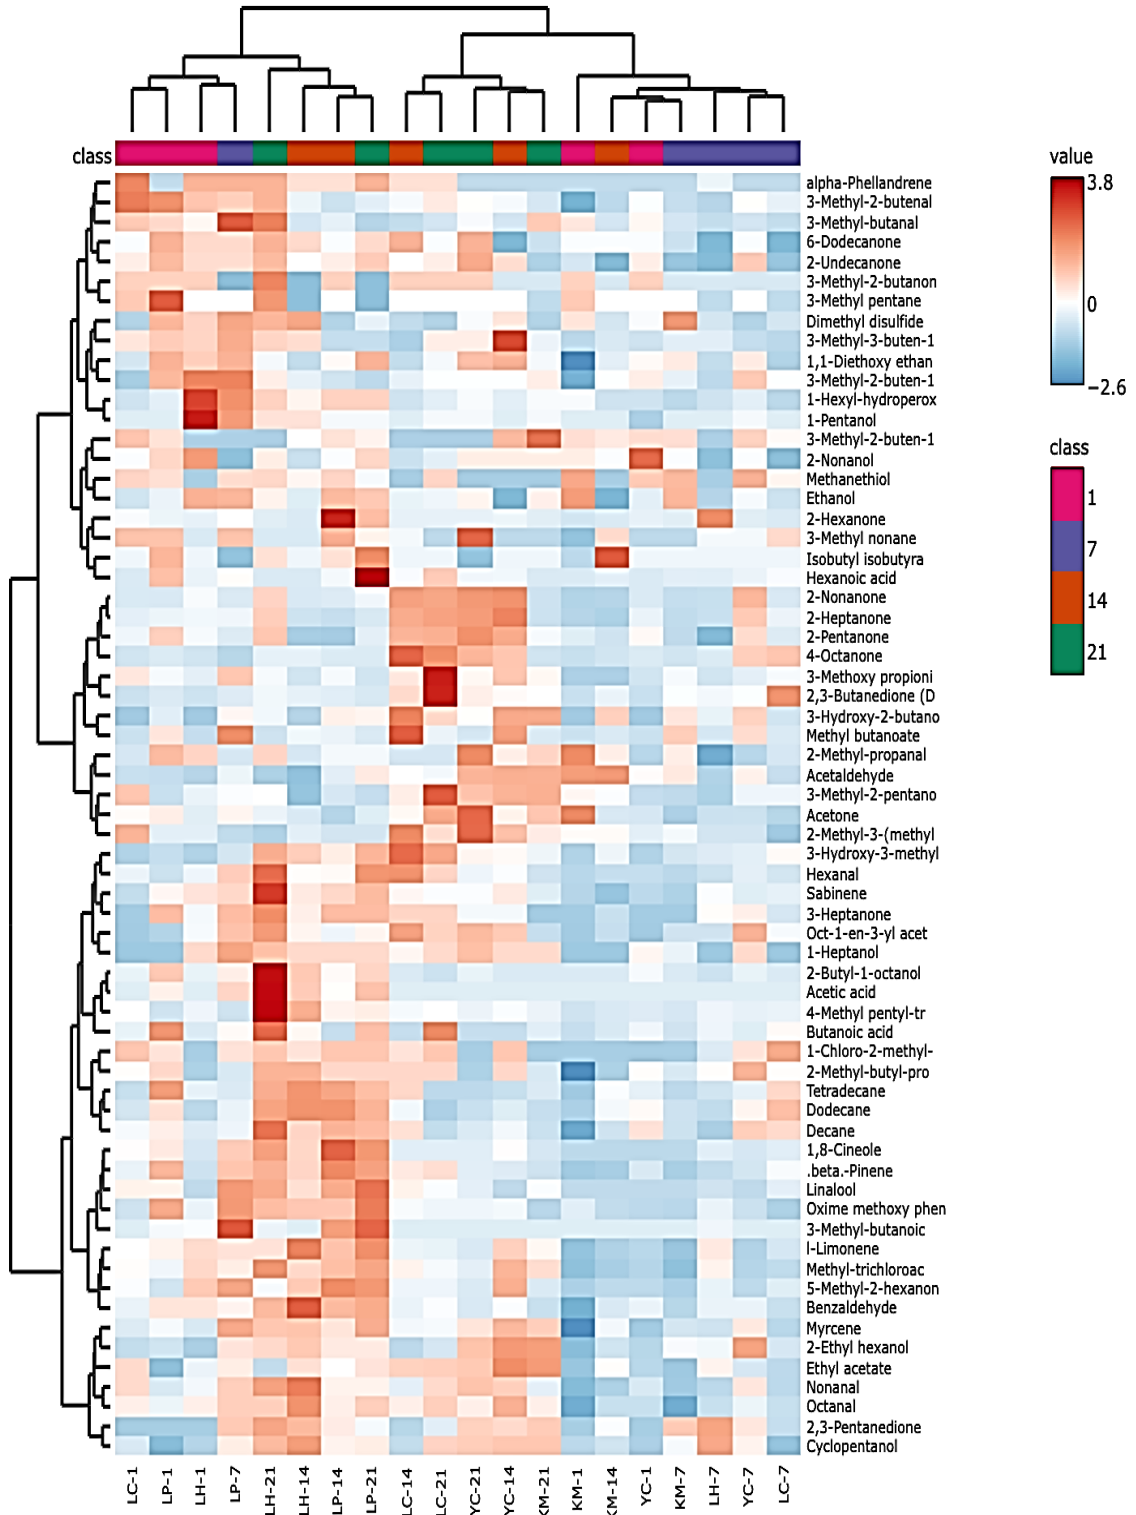 class
alpha-Phellandrene
3-Methyl-2-butenal
3-Methyl-butanal
6-Dodecanone
2-Undecanone
3-Methyl-2-butanon
3-Methyl pentane
Dimethyl disulfide
3-Methyl-3-buten-1
1,1-Diethoxy ethan
3-Methyl-2-buten-1
1-Hexyl-hydroperox
1-Pentanol
3-Methyl-2-buten-1
2-Nonanol
Methanethiol
Ethanol
2-Hexanone
3-Methyl nonane
Isobutyl isobutyra
Hexanoic acid
2-Nonanone
2-Heptanone
2-Pentanone
4-Octanone
3-Methoxy propioni
2,3-Butanedione (D
3-Hydroxy-2-butano
Methyl butanoate
2-Methyl-propanal
Acetaldehyde
3-Methyl-2-pentano
Acetone
2-Methyl-3-(methyl
3-Hydroxy-3-methyl
Hexanal
Sabinene
3-Heptanone
Oct-1-en-3-yl acet
1-Heptanol
2-Butyl-1-octanol
Acetic acid
4-Methyl pentyl-tr
Butanoic acid
1-Chloro-2-methyl-
2-Methyl-butyl-pro
Tetradecane
Dodecane
Decane
1,8-Cineole
.beta.-Pinene
Linalool
Oxime methoxy phen
3-Methyl-butanoic
l-Limonene
Methyl-trichloroac
5-Methyl-2-hexanon
Benzaldehyde
Myrcene
2-Ethyl hexanol
Ethyl acetate
Nonanal
Octanal
2,3-Pentanedione
Cyclopentanol
LC-1
LP-1
LH-1
LP-7
LH-21
LH-14
LP-14
LP-21
LC-14
LC-21
YC-21
YC-14
KM-21
KM-1
KM-14
YC-1
KM-7
LH-7
YC-7
LC-7
value
3.8
0
−2.6
class
1
7
14
21